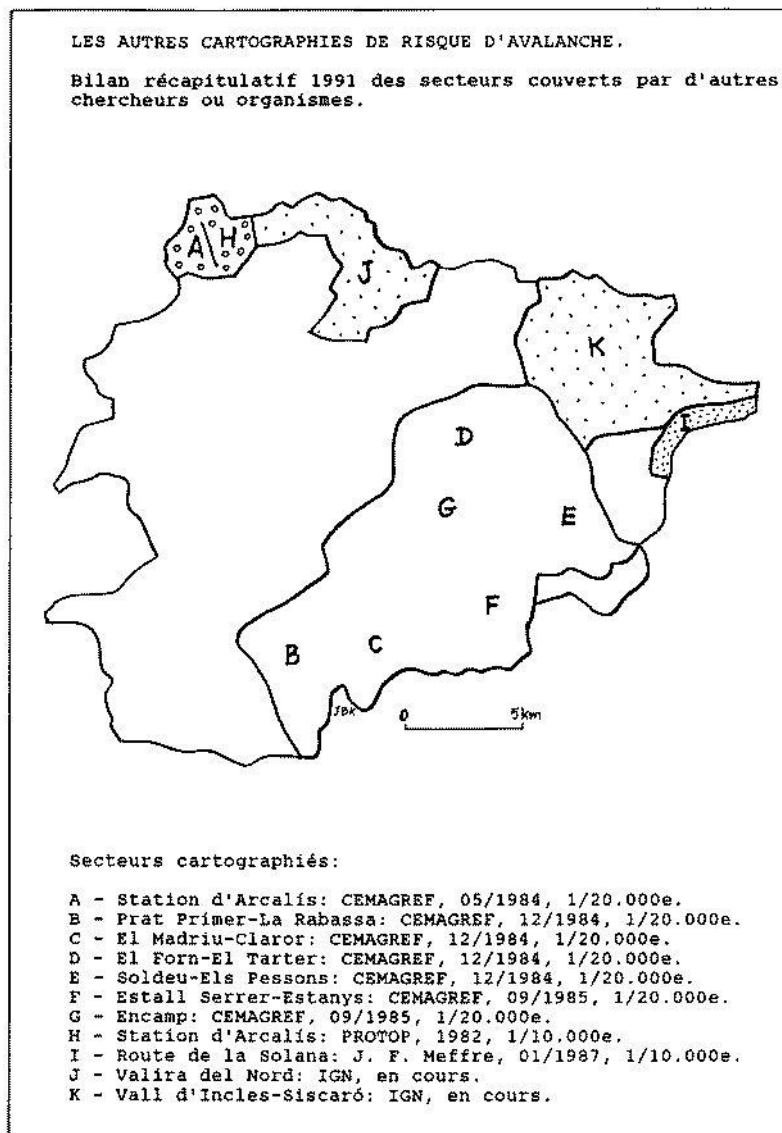 LES AUTRES CARTOGRAPHIES DE RISQUE D'AVALANCHE.
Bilan récapitulatif 1991 des secteurs couverts par d'autres
chercheurs ou organismes.
A
H
J
K
I
D
G
E
F
B
C
JBK
0
5km
Secteurs cartographiés:
A - Station d'Arcalís: CEMAGREF, 05/1984, 1/20.000e.
B - Prat Primer-La Rabassa: CEMAGREF, 12/1984, 1/20.000e.
C - El Madriu-Claror: CEMAGREF, 12/1984, 1/20.000e.
D - El Forn-El Tarter: CEMAGREF, 12/1984, 1/20.000e.
E - Soldeu-Els Pessons: CEMAGREF, 12/1984, 1/20.000e.
F - Estall Serrer-Estanys: CEMAGREF, 09/1985, 1/20.000e.
G - Encamp: CEMAGREF, 09/1985, 1/20.000e.
H - Station d'Arcalís: PROTOP, 1982, 1/10.000e.
I - Route de la Solana: J. F. Meffre, 01/1987, 1/10.000e.
J - Valira del Nord: IGN, en cours.
K - Vall d'Incles-Siscaró: IGN, en cours.